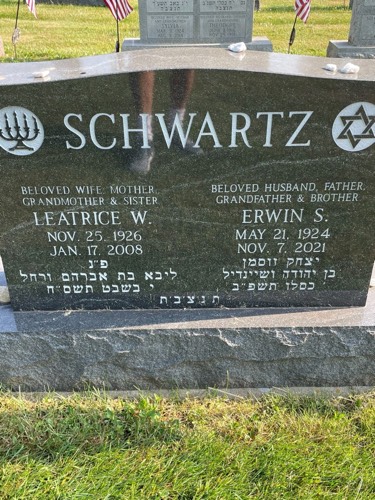 SCHWARTZ
BELOVED WIFE, MOTHER,
GRANDMOTHER & SISTER
LEATRICE W.
NOV. 25, 1926
JAN. 17, 2008
פ״נ
ליבא בת אברהם ורחל
י בשבט תשס״ח
BELOVED HUSBAND, FATHER,
GRANDFATHER & BROTHER
ERWIN S.
MAY 21, 1924
NOV. 7, 2021
יצחק זוסמן
בן יהודה ושיינדיל
כסלו תשפ״ב
ת נ צ ב ת